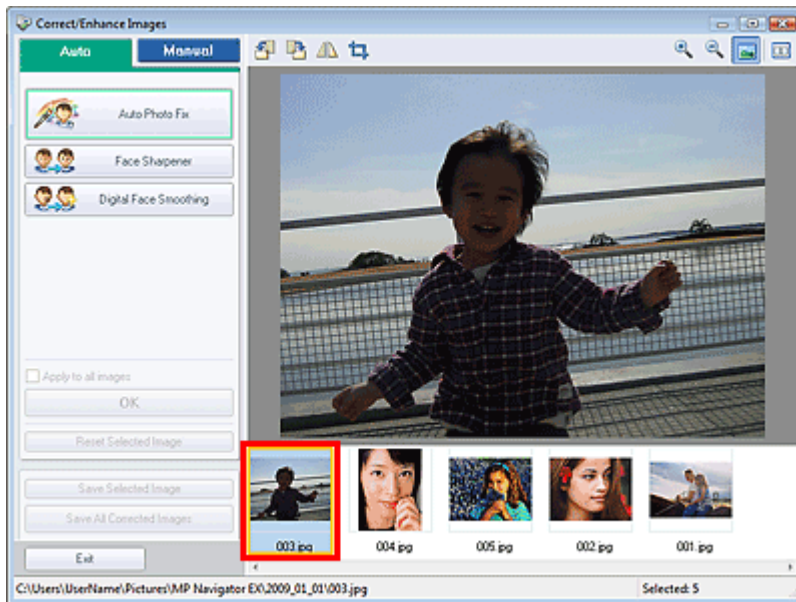 Correct/Enhance Images
Auto Manual
Auto Photo Fix
Face Sharpener
Digital Face Smoothing
Apply to all images
OK
Reset Selected Image
Save Selected Image
Save All Corrected Images
Exit
003.jpg 004.jpg 005.jpg 002.jpg 001.jpg
C:\Users\UserName\Pictures\MP Navigator EX\2009_01_01\003.jpg Selected: 5